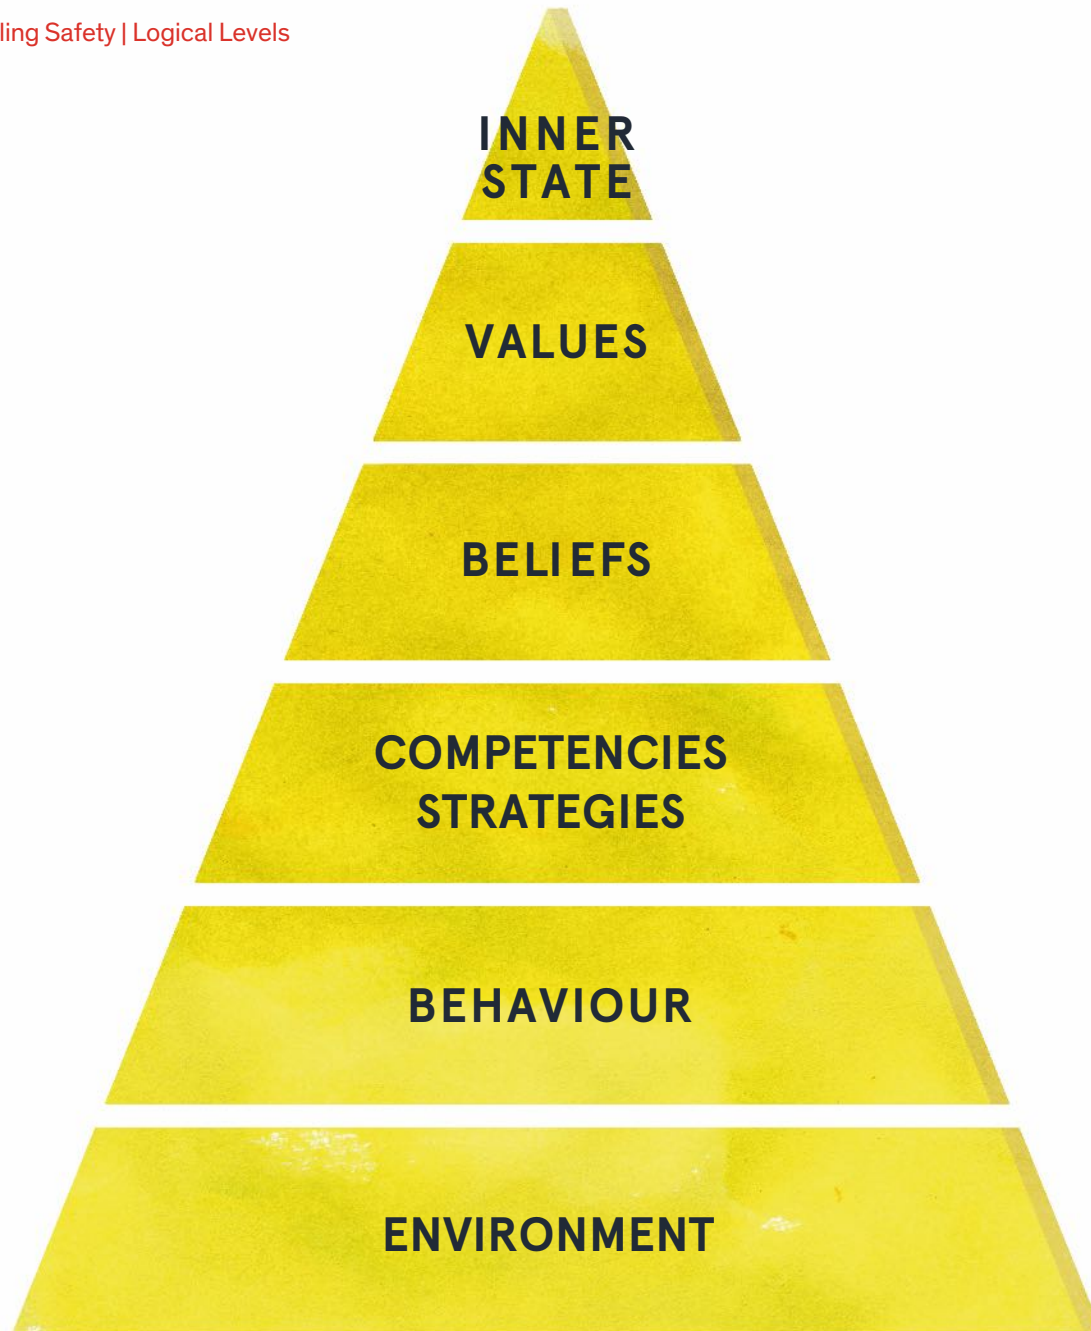 ling Safety | Logical Levels
INNER
STATE
VALUES
BELIEFS
COMPETENCIES
STRATEGIES
BEHAVIOUR
ENVIRONMENT